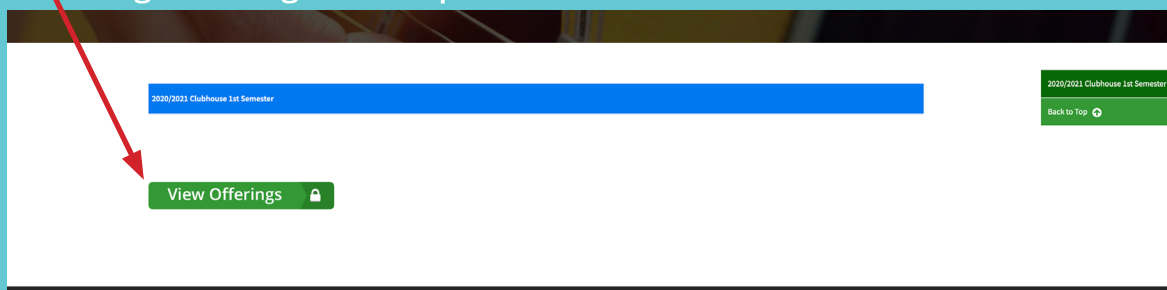 2020/2021 Clubhouse 1st Semester
2020/2021 Clubhouse 1st Semester
Back to Top
View Offerings